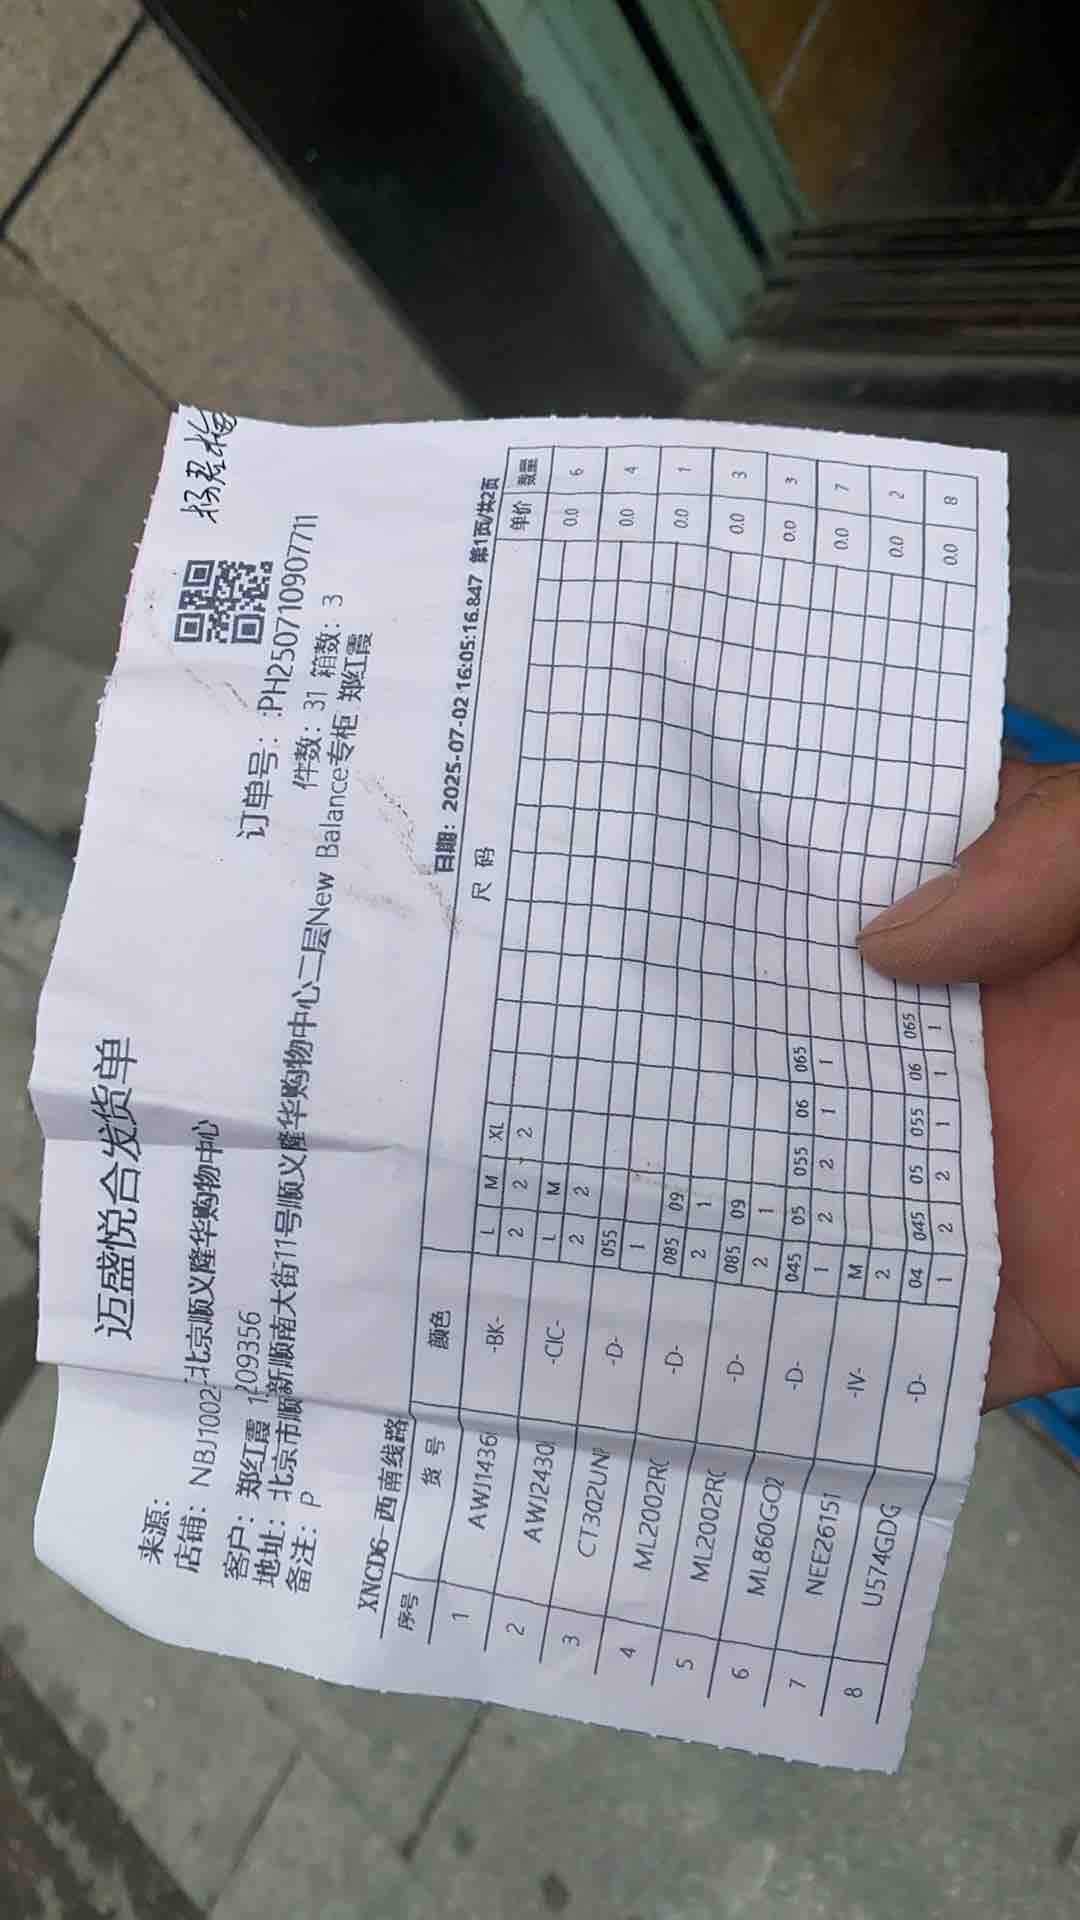 迈盛悦合发货单
来源:
订单号: :PH250710907711
店铺: NBJ1002-北京顺义隆华购物中心
件数: 31 箱数: 3
客户: 郑红霞 1209356
地址: 北京市顺新顺南大街11号顺义隆华购物中心二层New Balance专柜 郑红霞
备注: P
XNCD6-西南线路 日期: 2025-07-02 16:05:16.847 第1页/共2页
序号 货号 颜色 尺码 单价 数量
1 AWJ1436 -BK- L M XL
2 2 2 0.0 6
2 AWJ2430 -CIC- L M
2 2 0.0 4
3 CT302UN -D- 055
1 0.0 1
4 ML2002R -D- 085 09
2 1 0.0 3
5 ML2002R -D- 085 09
2 1 0.0 3
6 ML860GO2 -D- 045 05 055 06 065
1 2 2 1 1 0.0 7
7 NEE26151 -IV- M
2 0.0 2
8 U574GDG -D- 04 045 05 055 06 065
1 2 2 1 1 1 0.0 8